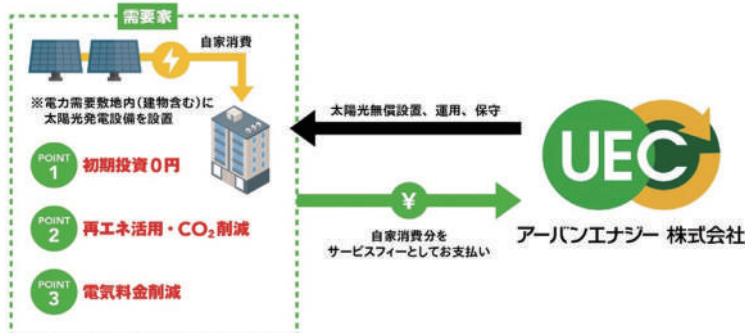 需要家
自家消費
※電力需要敷地内(建物含む)に
太陽光発電設備を設置
POINT
1
初期投資0円
POINT
2
再エネ活用・CO₂削減
POINT
3
電気料金削減
太陽光無償設置、運用、保守
¥
自家消費分を
サービスフィーとしてお支払い
UEC
アーバンエナジー 株式会社